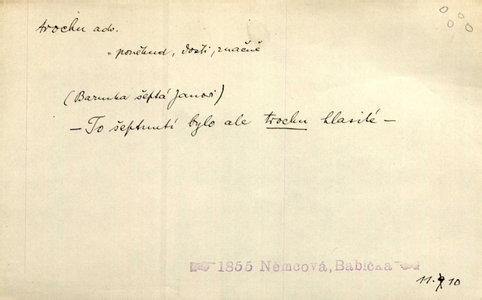 trochu adv.
„poněkud, dosti, značně
(Barunka šeptá Janovi)
— To šeptnutí bylo ale trochu hlasité —
1855 Němcová, Babička
11. 10